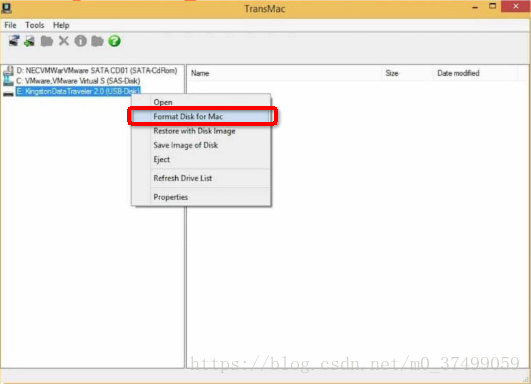 TransMac
File Tools Help
D: NECVMWarVMware SATA CD01 (SATA-CdRom)
C: VMware,VMware Virtual S (SAS-Disk)
E: KingstonDataTraveler 2.0 (USB-Disk)
Name Size Date modified
Open
Format Disk for Mac
Restore with Disk Image
Save Image of Disk
Eject
Refresh Drive List
Properties
https://blog.csdn.net/m0_37499059